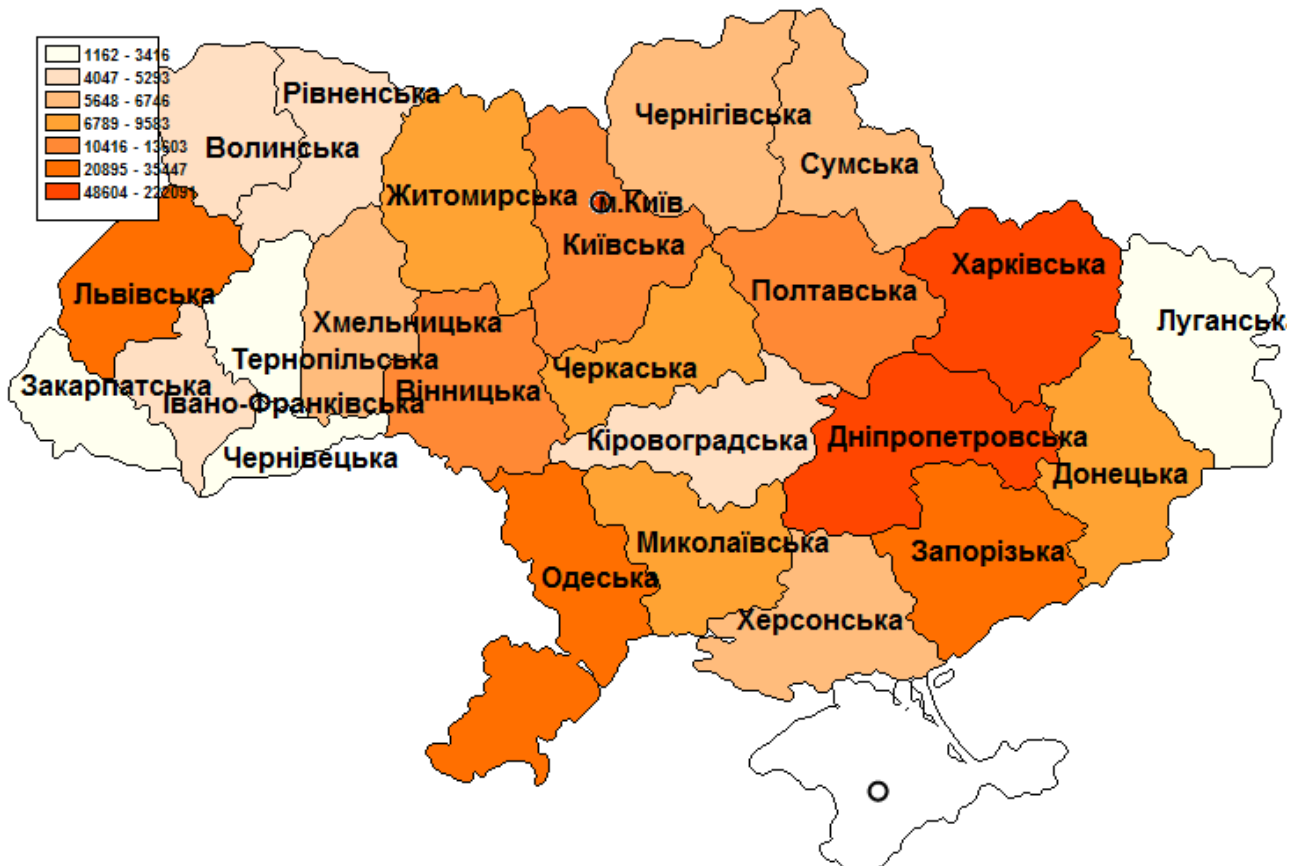 1162 - 3416
4047 - 5293
5648 - 6746
6789 - 9583
10416 - 13603
20895 - 35447
48604 - 222091
Рівненська
Волинська
Чернігівська
Сумська
Житомирська
м.Київ
Київська
Харківська
Львівська
Полтавська
Луганська
Хмельницька
Тернопільська
Черкаська
Закарпатська
Вінницька
Івано-Франківська
Кіровоградська
Дніпропетровська
Чернівецька
Донецька
Миколаївська
Запорізька
Одеська
Херсонська